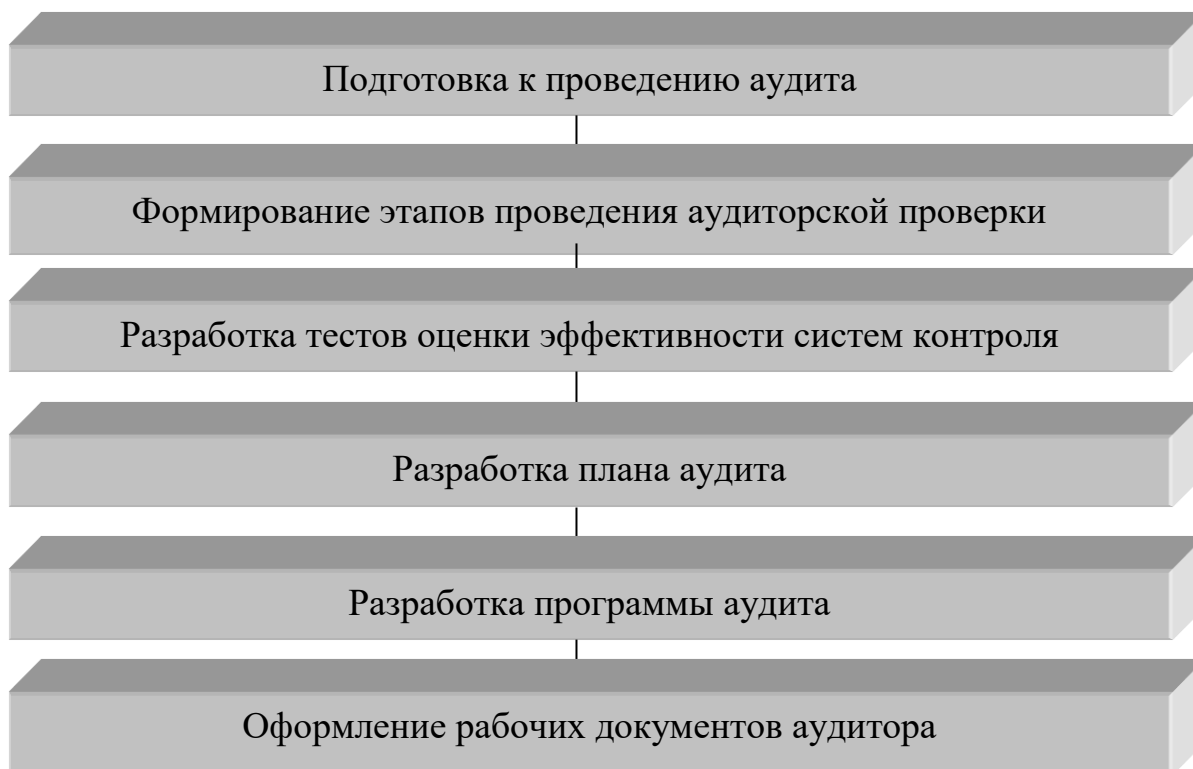 Подготовка к проведению аудита
Формирование этапов проведения аудиторской проверки
Разработка тестов оценки эффективности систем контроля
Разработка плана аудита
Разработка программы аудита
Оформление рабочих документов аудитора